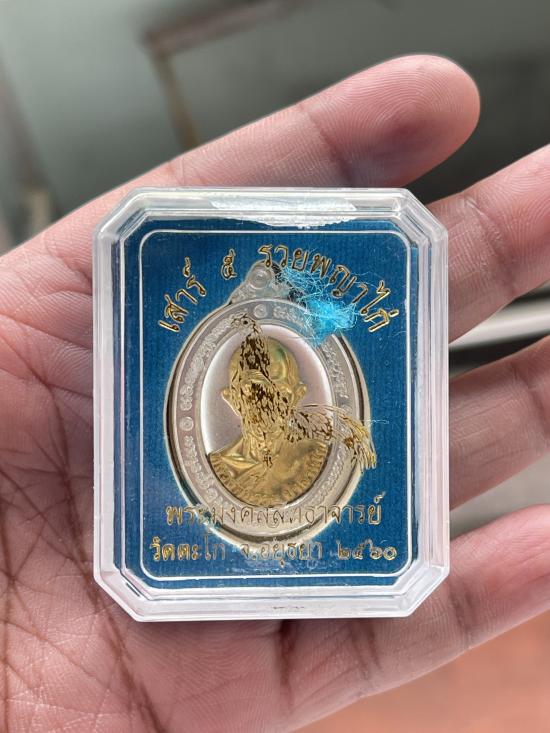 เสาร์ ๕ รวยพญาไก่
พระมงคลสิทธาจารย์
วัดตะโก จ.อยุธยา ๒๕๖๐